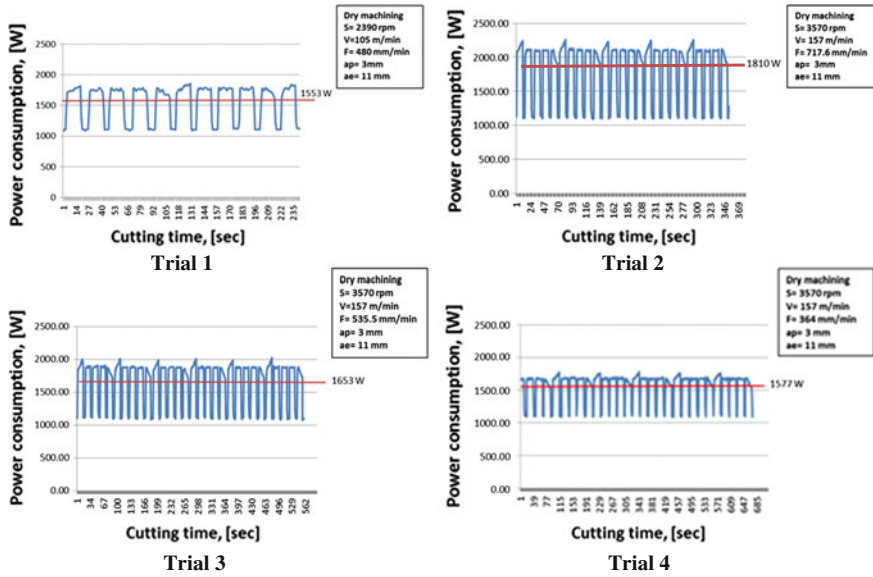 Dry machining
S= 2390 rpm
V=105 m/min
F= 480 mm/min
ap= 3mm
ae= 11 mm
Power consumption, [W]
2500
2000
1500
1000
500
0
1553 W
1 14 27 40 53 66 79 92 105 118 131 144 157 170 183 196 209 222 235
Cutting time, [sec]
Trial 1
Dry machining
S= 3570 rpm
V= 157 m/min
F= 717.6 mm/min
ap= 3mm
ae= 11 mm
Power consumption, [W]
2500.00
2000.00
1500.00
1000.00
500.00
0.00
1810 W
1 24 47 70 93 116 139 162 185 208 231 254 277 300 323 346 369
Cutting time, [sec]
Trial 2
Dry machining
S= 3570 rpm
V=157 m/min
F= 535.5 mm/min
ap= 3 mm
ae= 11 mm
Power consumption, [W]
2500.00
2000.00
1500.00
1000.00
500.00
0.00
1653 W
1 34 67 100 133 166 199 232 265 298 331 364 397 430 463 496 529 562
Cutting time, [sec]
Trial 3
Dry machining
S= 3570 rpm
V= 157 m/min
F= 364 mm/min
ap= 3 mm
ae= 11 mm
Power consumption, [W]
2500.00
2000.00
1500.00
1000.00
500.00
0.00
1577 W
1 39 77 115 153 191 229 267 305 343 381 419 457 495 533 571 609 647 685
Cutting time, [sec]
Trial 4